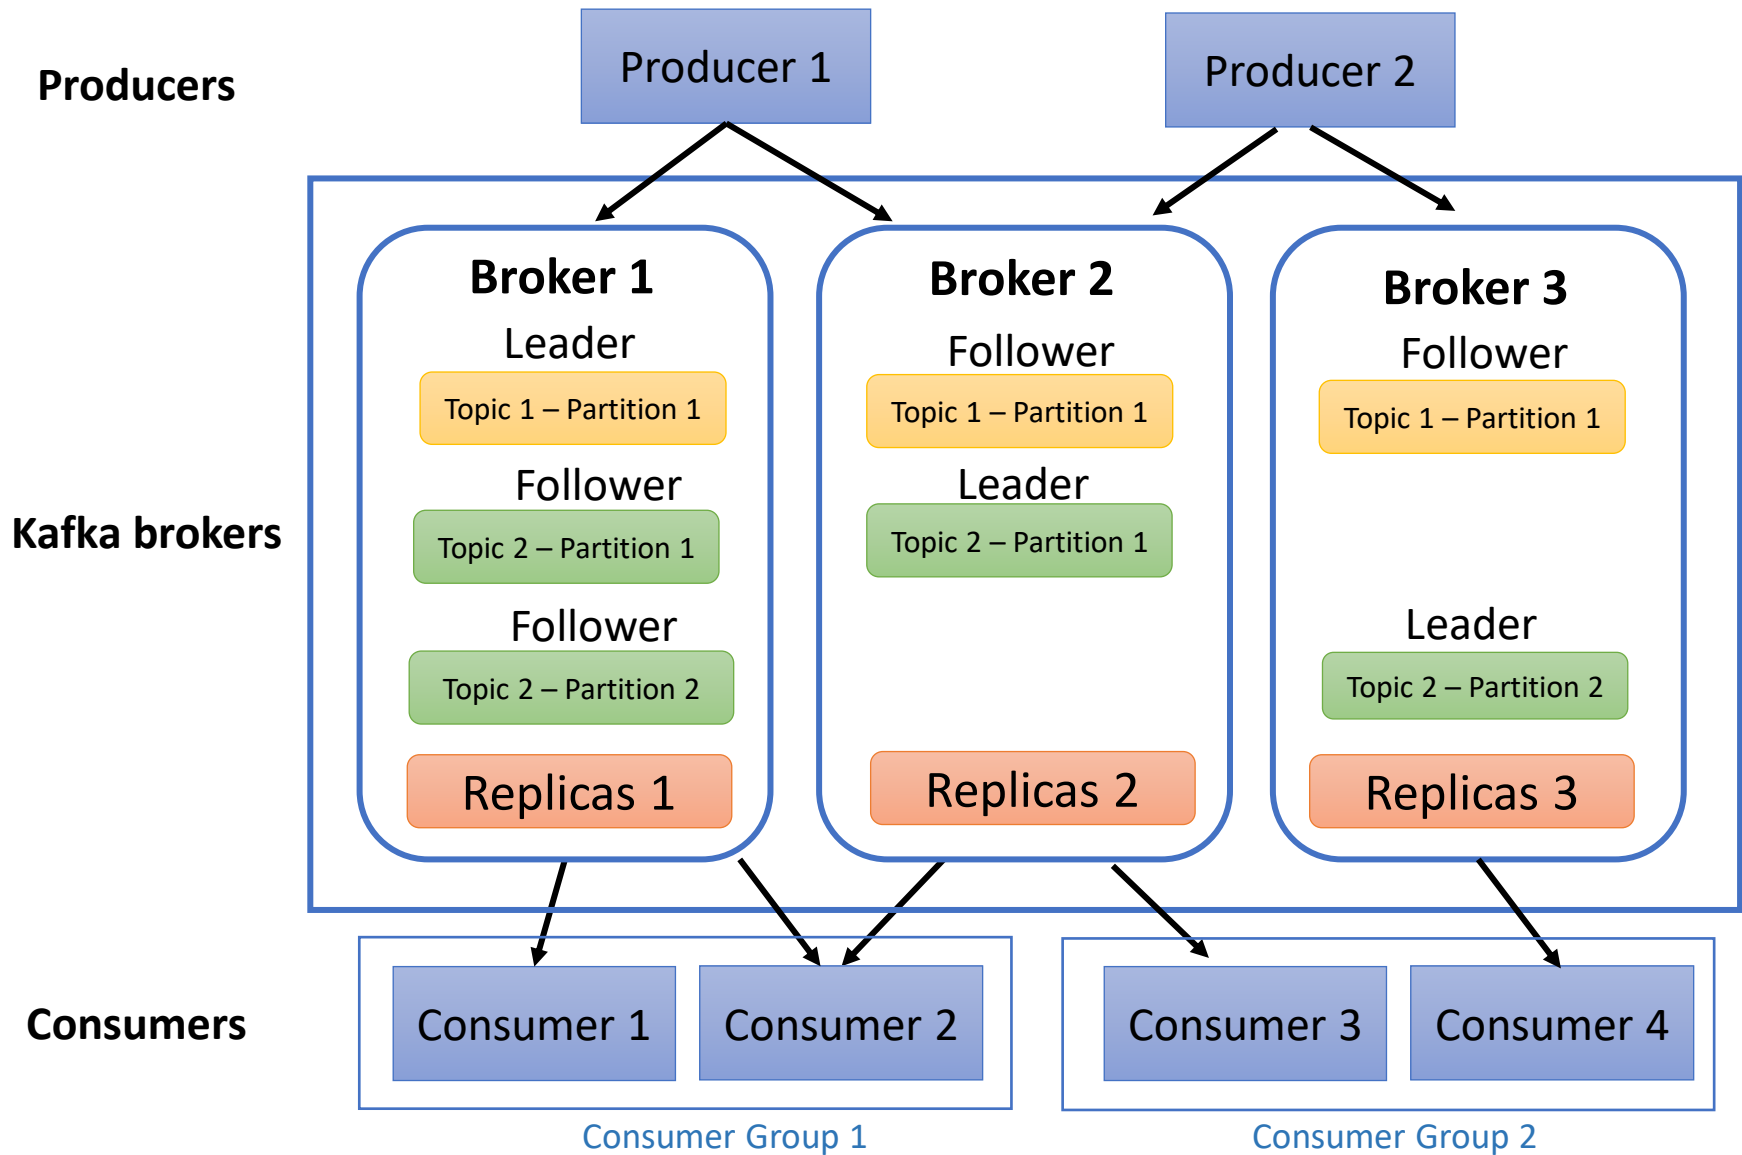 Producers
Producer 1
Producer 2
Kafka brokers
Broker 1
Leader
Topic 1 – Partition 1
Follower
Topic 2 – Partition 1
Follower
Topic 2 – Partition 2
Replicas 1
Broker 2
Follower
Topic 1 – Partition 1
Leader
Topic 2 – Partition 1
Replicas 2
Broker 3
Follower
Topic 1 – Partition 1
Leader
Topic 2 – Partition 2
Replicas 3
Consumers
Consumer 1
Consumer 2
Consumer Group 1
Consumer 3
Consumer 4
Consumer Group 2